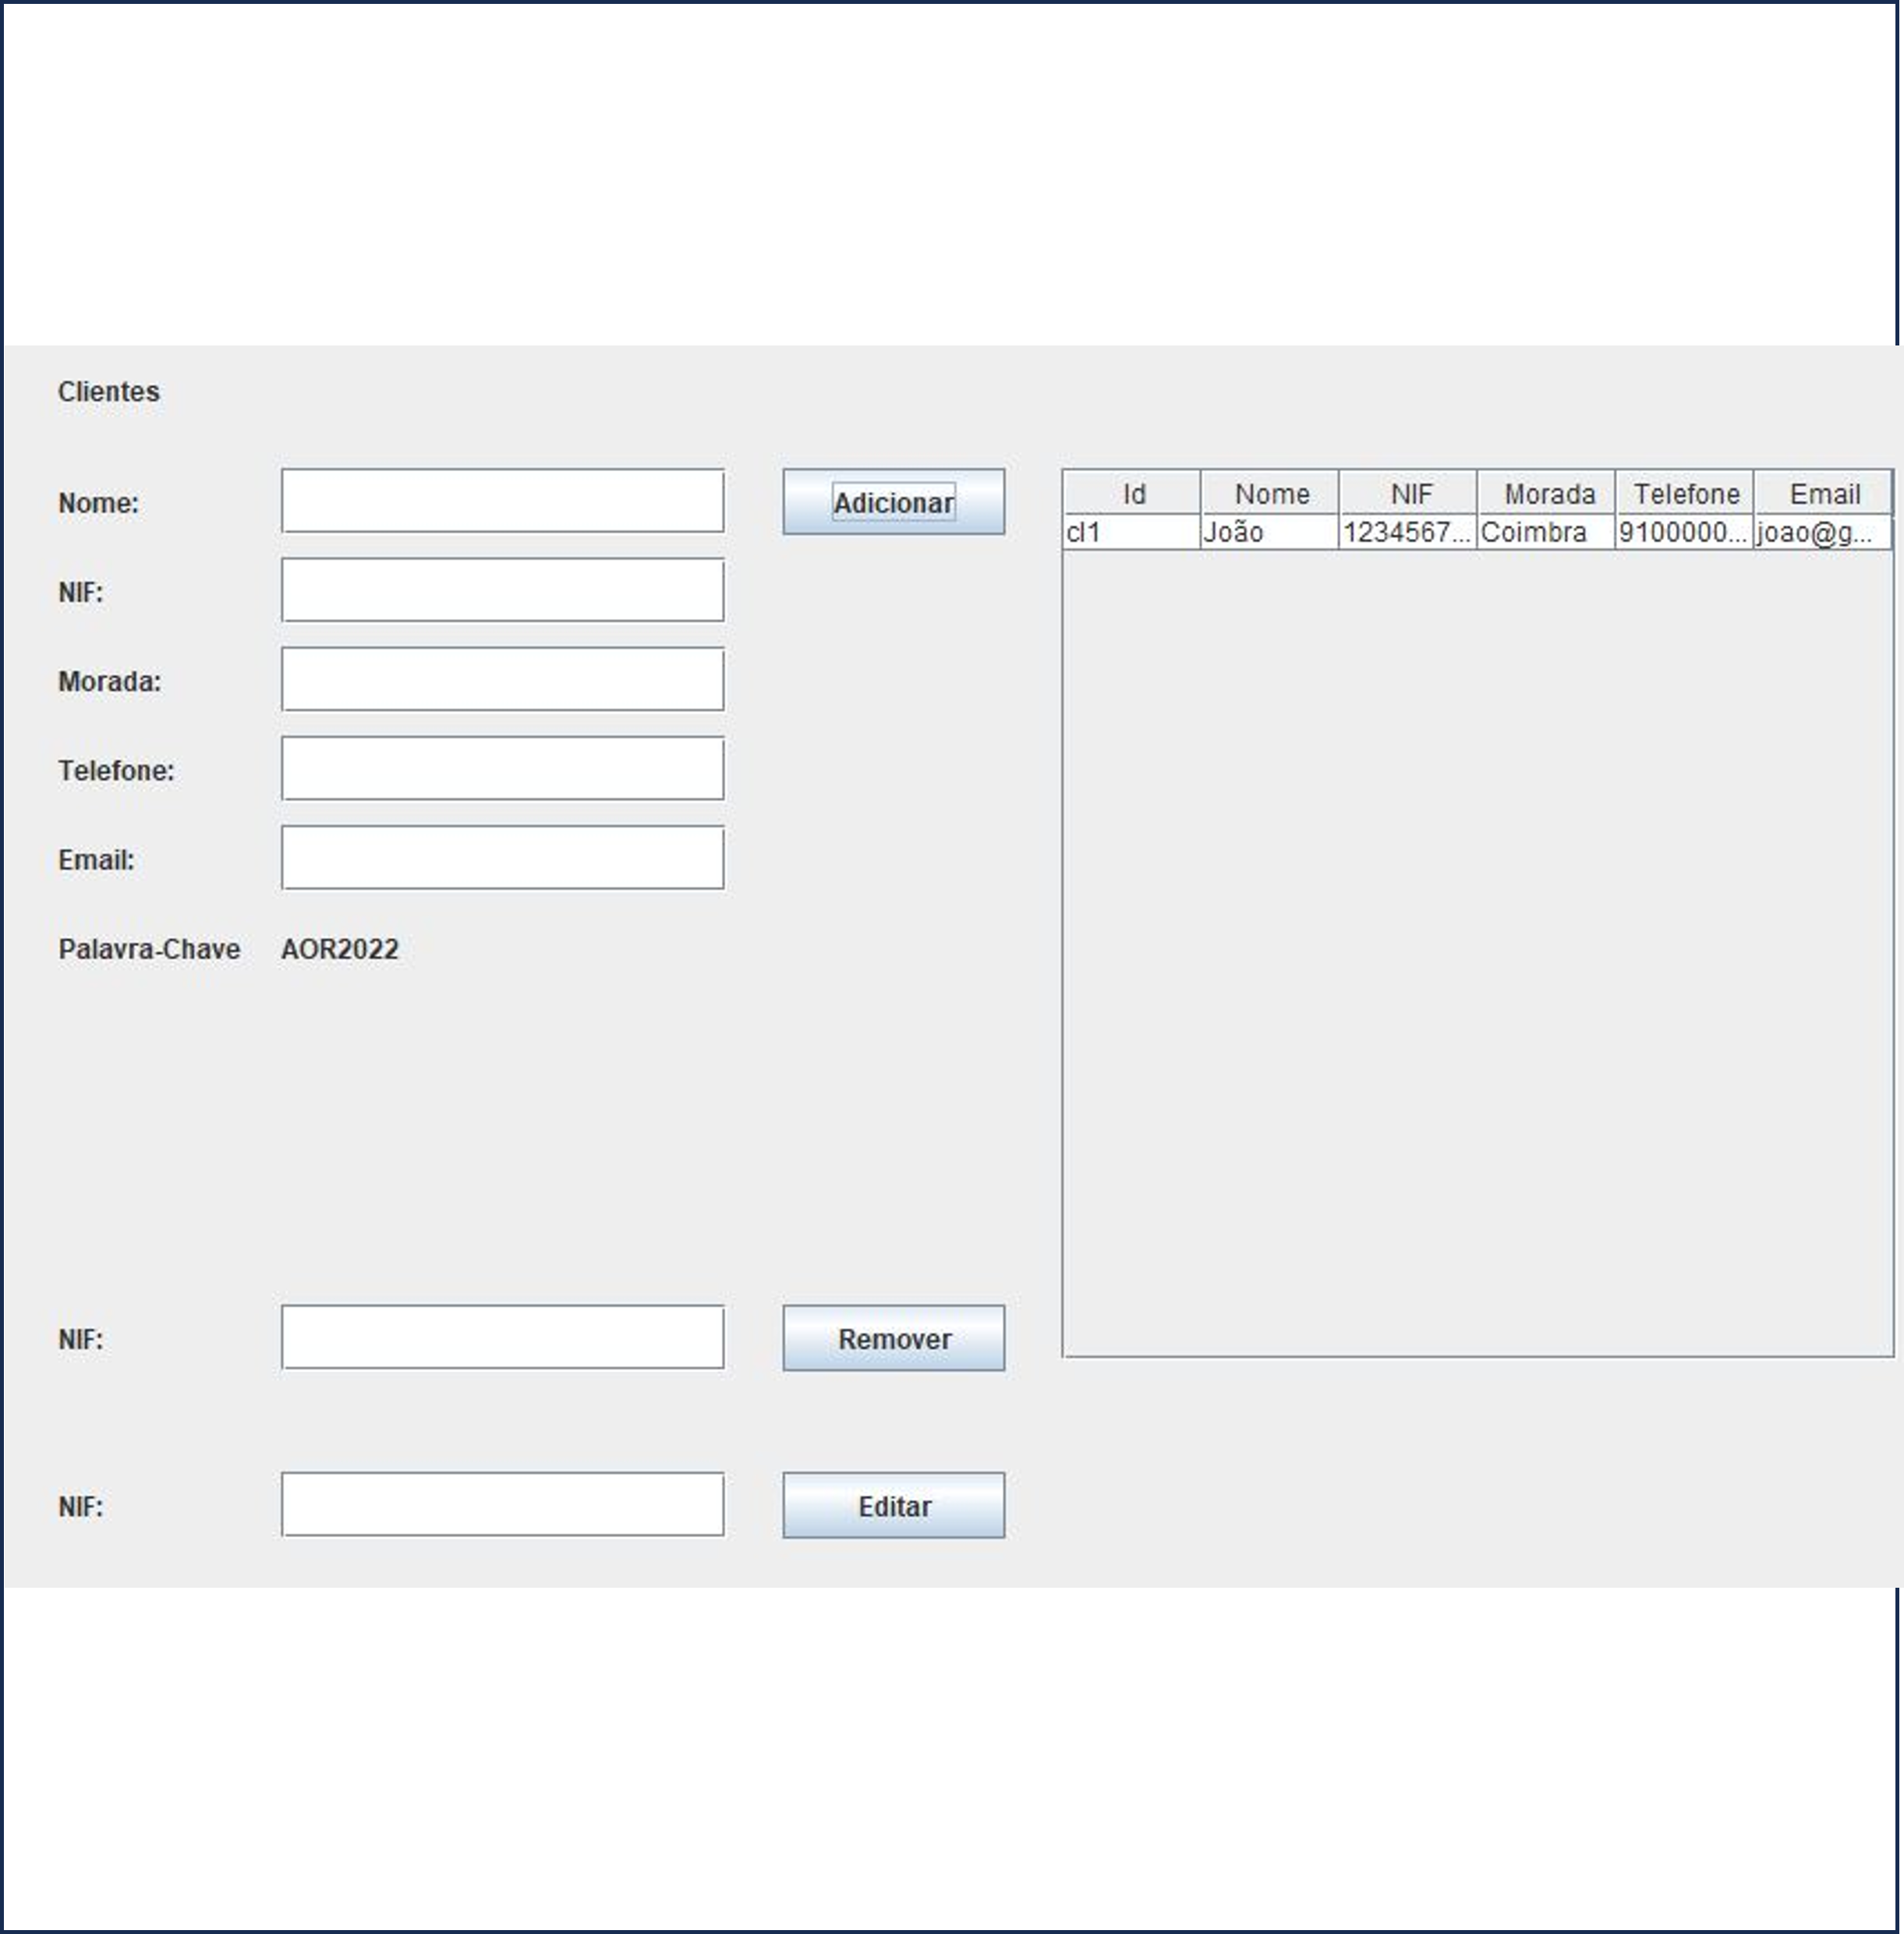 Clientes
Nome:
Adicionar
NIF:
Morada:
Telefone:
Email:
Palavra-Chave AOR2022
NIF:
Remover
NIF:
Editar
Id Nome NIF Morada Telefone Email
cl1 João 1234567... Coimbra 9100000... joao@g...